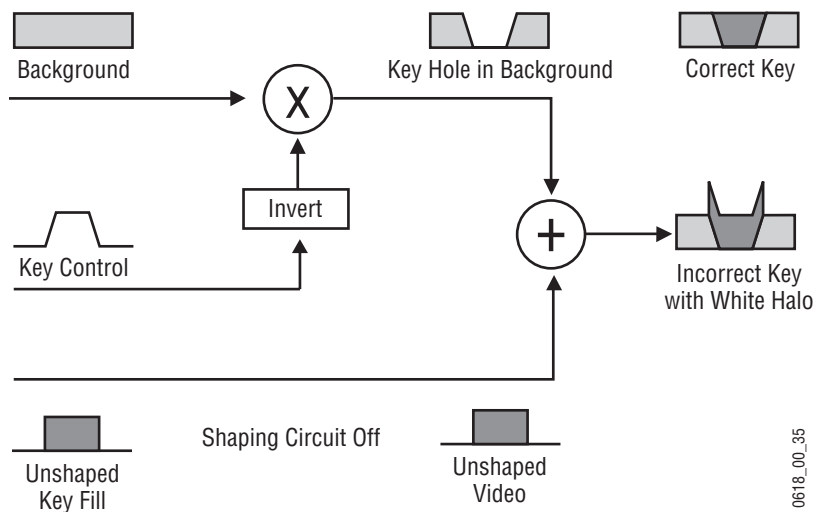 Background
Key Hole in Background
Correct Key
X
Invert
Key Control
+
Incorrect Key
with White Halo
Shaping Circuit Off
Unshaped
Key Fill
Unshaped
Video
0618_00_35